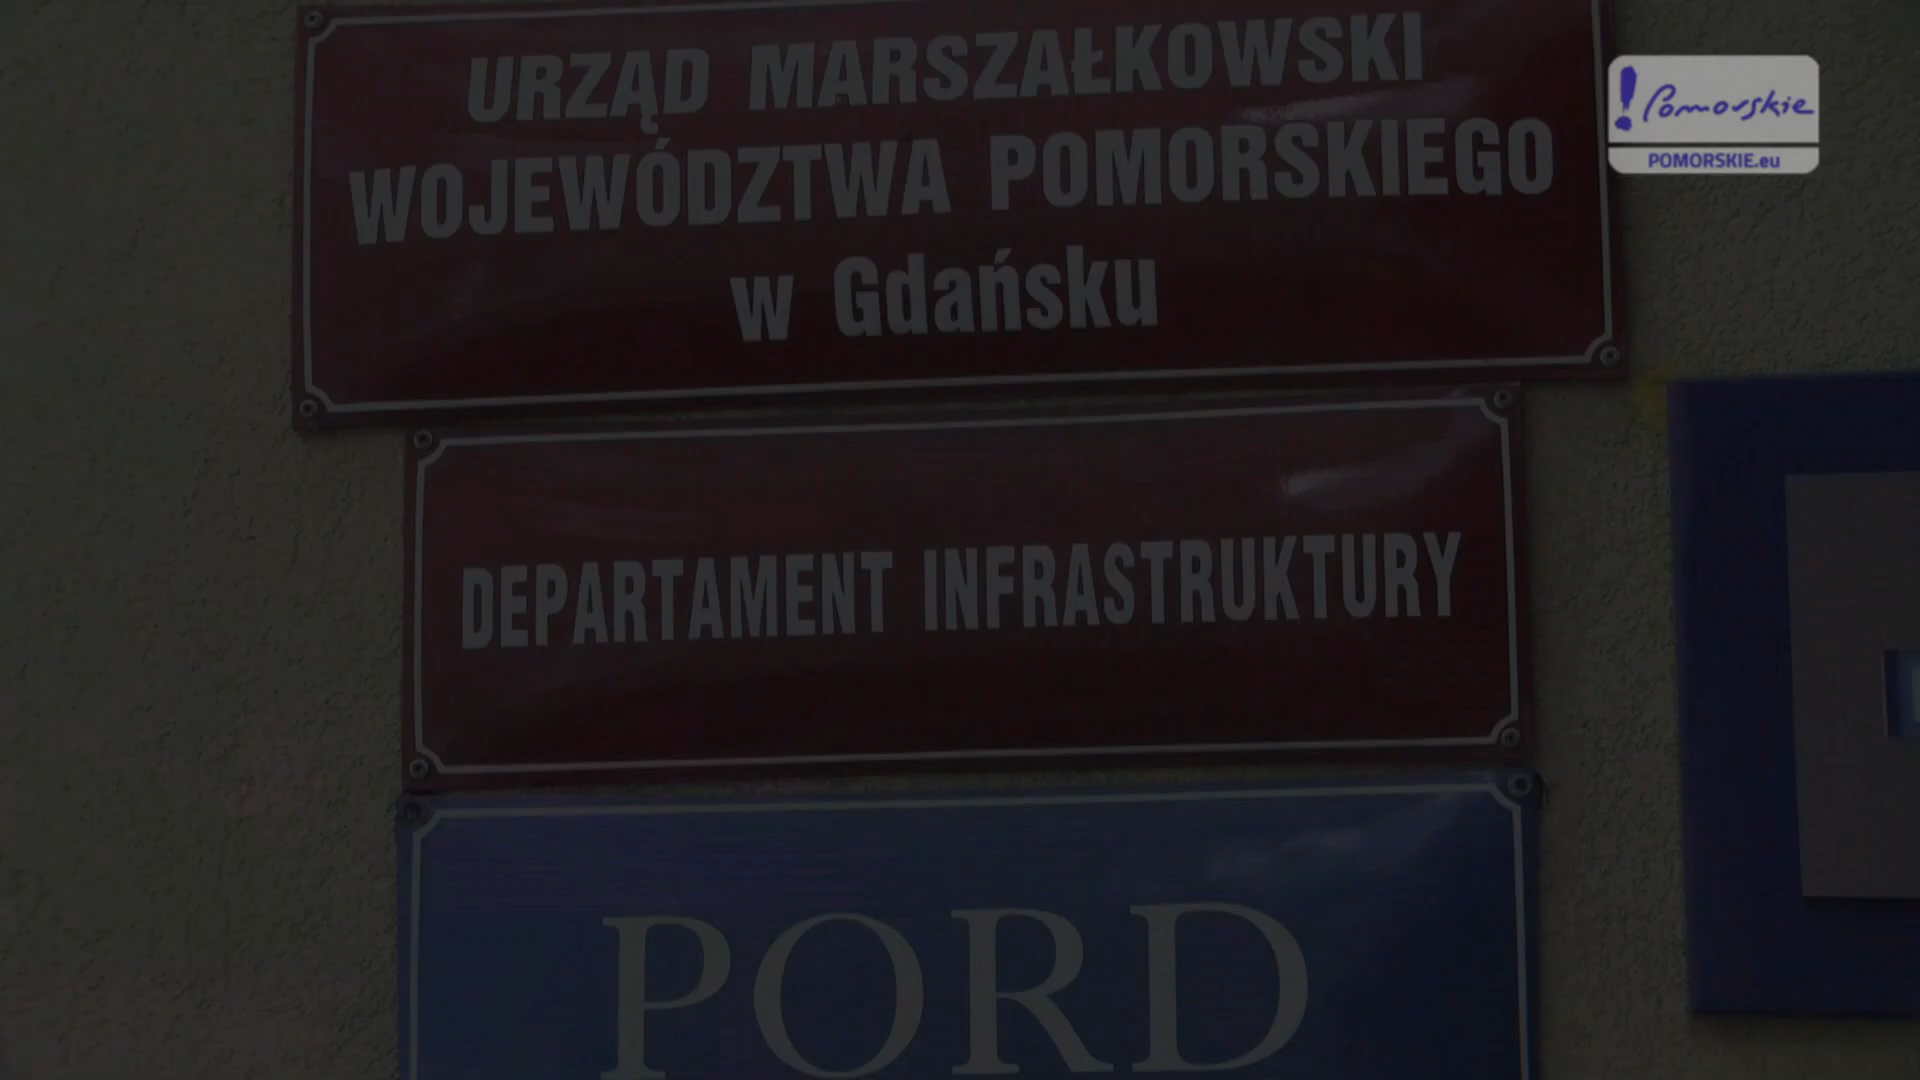 URZĄD MARSZAŁKOWSKI
WOJEWÓDZTWA POMORSKIEGO
w Gdańsku
DEPARTAMENT INFRASTRUKTURY
PORD
Pomorskie
POMORSKIE.eu